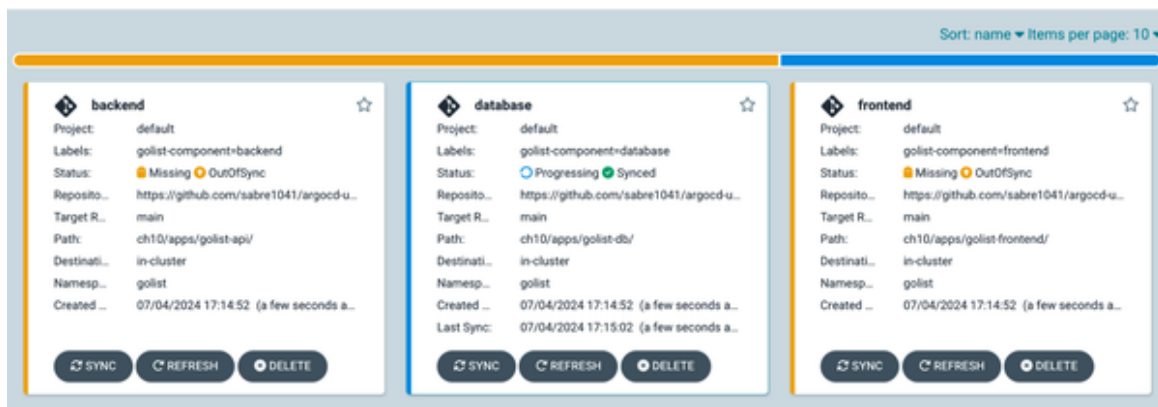 Sort: name Items per page: 10
backend
Project: default
Labels: golist-component=backend
Status: Missing OutOfSync
Reposito... https://github.com/sabre1041/argocd-u...
Target R... main
Path: ch10/apps/golist-api/
Destinati... in-cluster
Namesp... golist
Created ... 07/04/2024 17:14:52 (a few seconds a...
SYNC REFRESH DELETE
database
Project: default
Labels: golist-component=database
Status: Progressing Synced
Reposito... https://github.com/sabre1041/argocd-u...
Target R... main
Path: ch10/apps/golist-db/
Destinati... in-cluster
Namesp... golist
Created ... 07/04/2024 17:14:52 (a few seconds a...
Last Sync: 07/04/2024 17:15:02 (a few seconds a...
SYNC REFRESH DELETE
frontend
Project: default
Labels: golist-component=frontend
Status: Missing OutOfSync
Reposito... https://github.com/sabre1041/argocd-u...
Target R... main
Path: ch10/apps/golist-frontend/
Destinati... in-cluster
Namesp... golist
Created ... 07/04/2024 17:14:52 (a few seconds a...
SYNC REFRESH DELETE